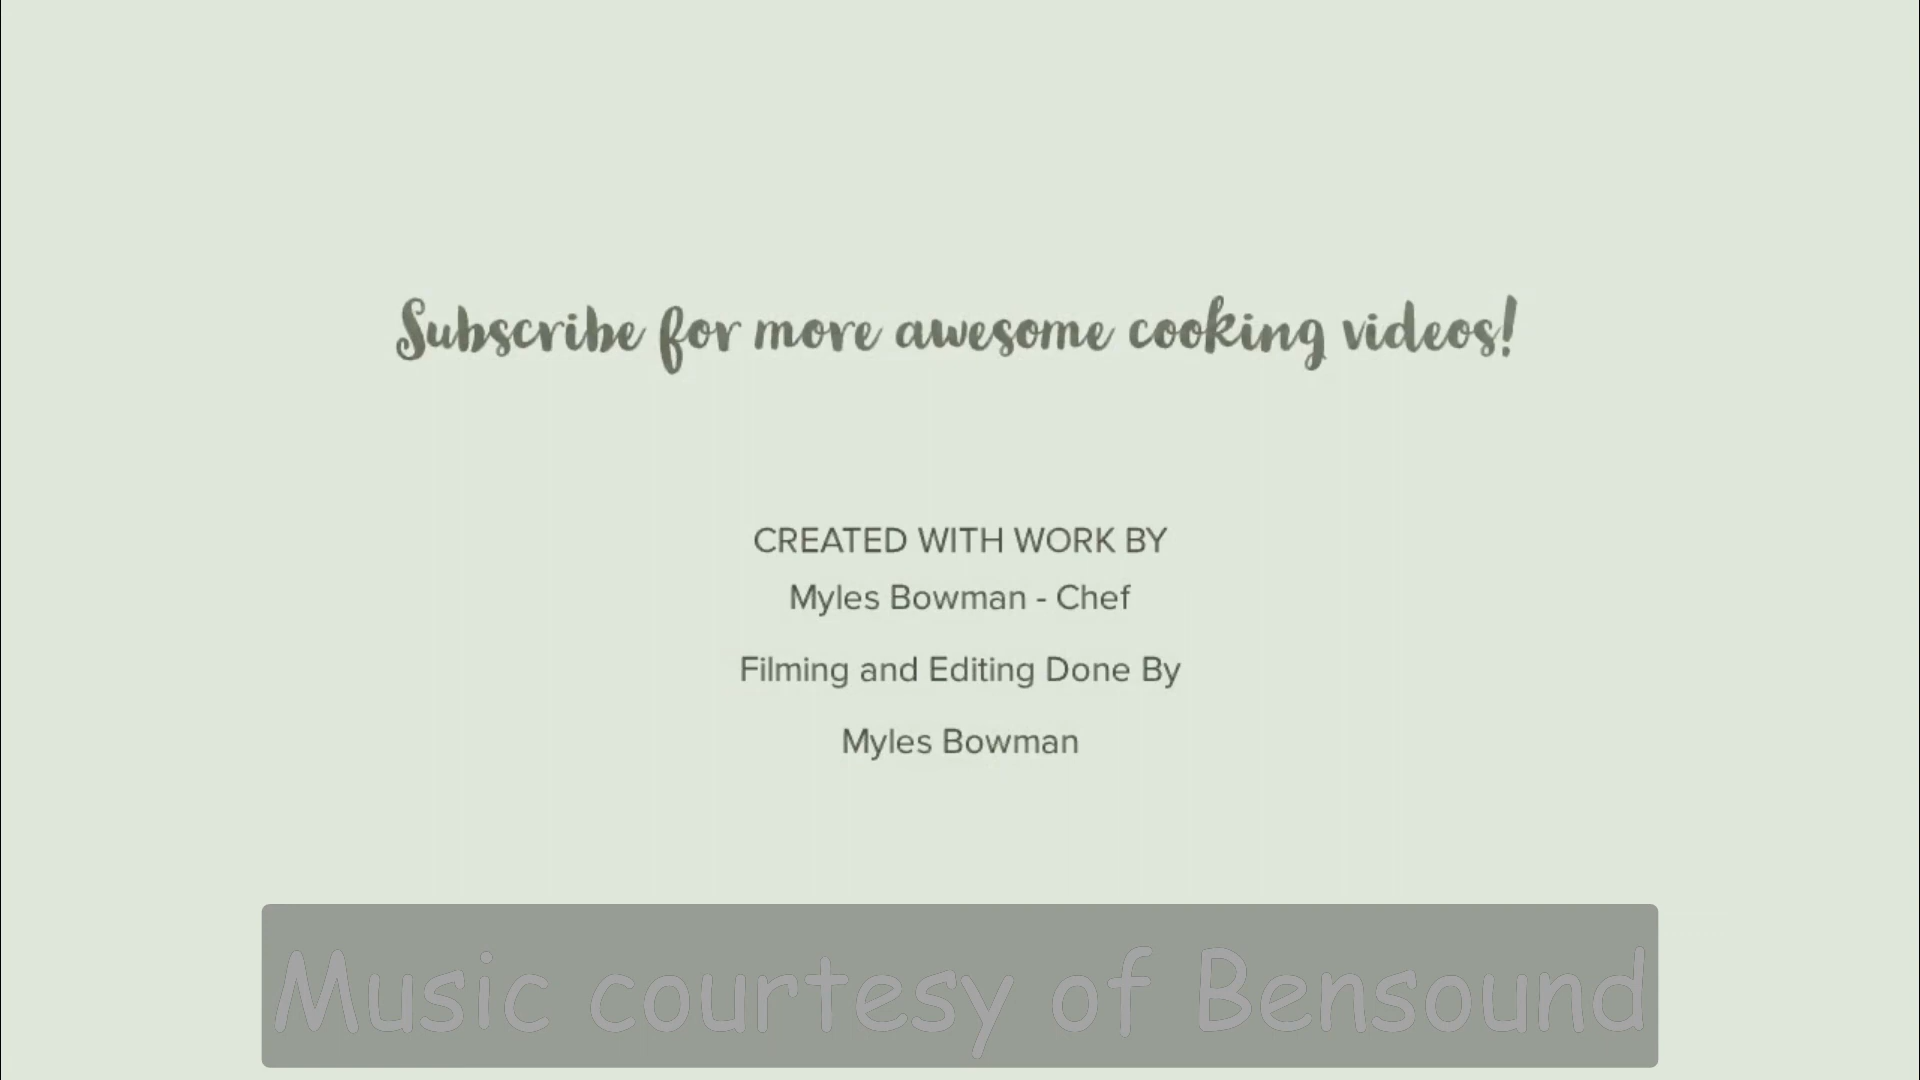 Subscribe for more awesome cooking videos!
CREATED WITH WORK BY
Myles Bowman - Chef
Filming and Editing Done By
Myles Bowman
Music courtesy of Bensound